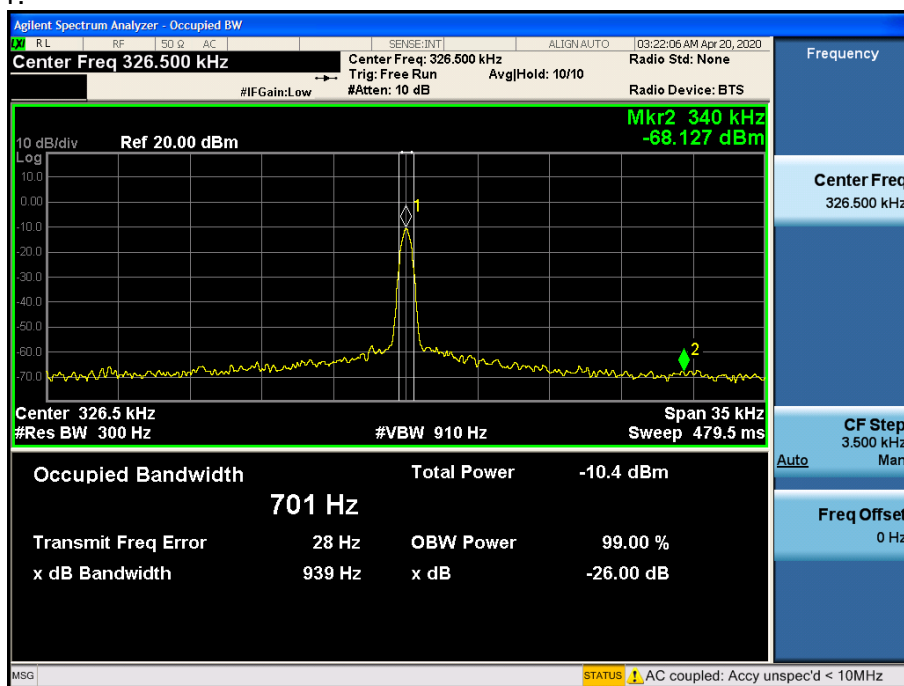 Agilent Spectrum Analyzer - Occupied BW
LXI RL RF 50 Ω AC SENSE:INT ALIGN AUTO 03:22:06 AM Apr 20, 2020
Center Freq 326.500 kHz Center Freq: 326.500 kHz Radio Std: None
Trig: Free Run Avg|Hold: 10/10
#IFGain:Low #Atten: 10 dB Radio Device: BTS
Mkr2 340 kHz
10 dB/div Ref 20.00 dBm -68.127 dBm
Log
10.0
0.00
-10.0
-20.0
-30.0
-40.0
-50.0
-60.0
-70.0
1
2
Center 326.5 kHz Span 35 kHz
#Res BW 300 Hz #VBW 910 Hz Sweep 479.5 ms
Occupied Bandwidth Total Power -10.4 dBm
701 Hz
Transmit Freq Error 28 Hz OBW Power 99.00 %
x dB Bandwidth 939 Hz x dB -26.00 dB
Frequency
Center Freq
326.500 kHz
CF Step
3.500 kHz
Auto Man
Freq Offset
0 Hz
MSG STATUS AC coupled: Accy unspec'd < 10MHz